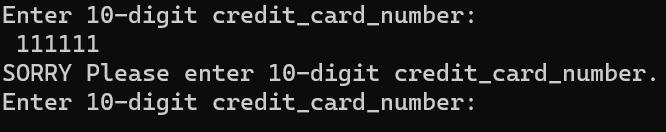 Enter 10-digit credit_card_number:
111111
SORRY Please enter 10-digit credit_card_number.
Enter 10-digit credit_card_number: